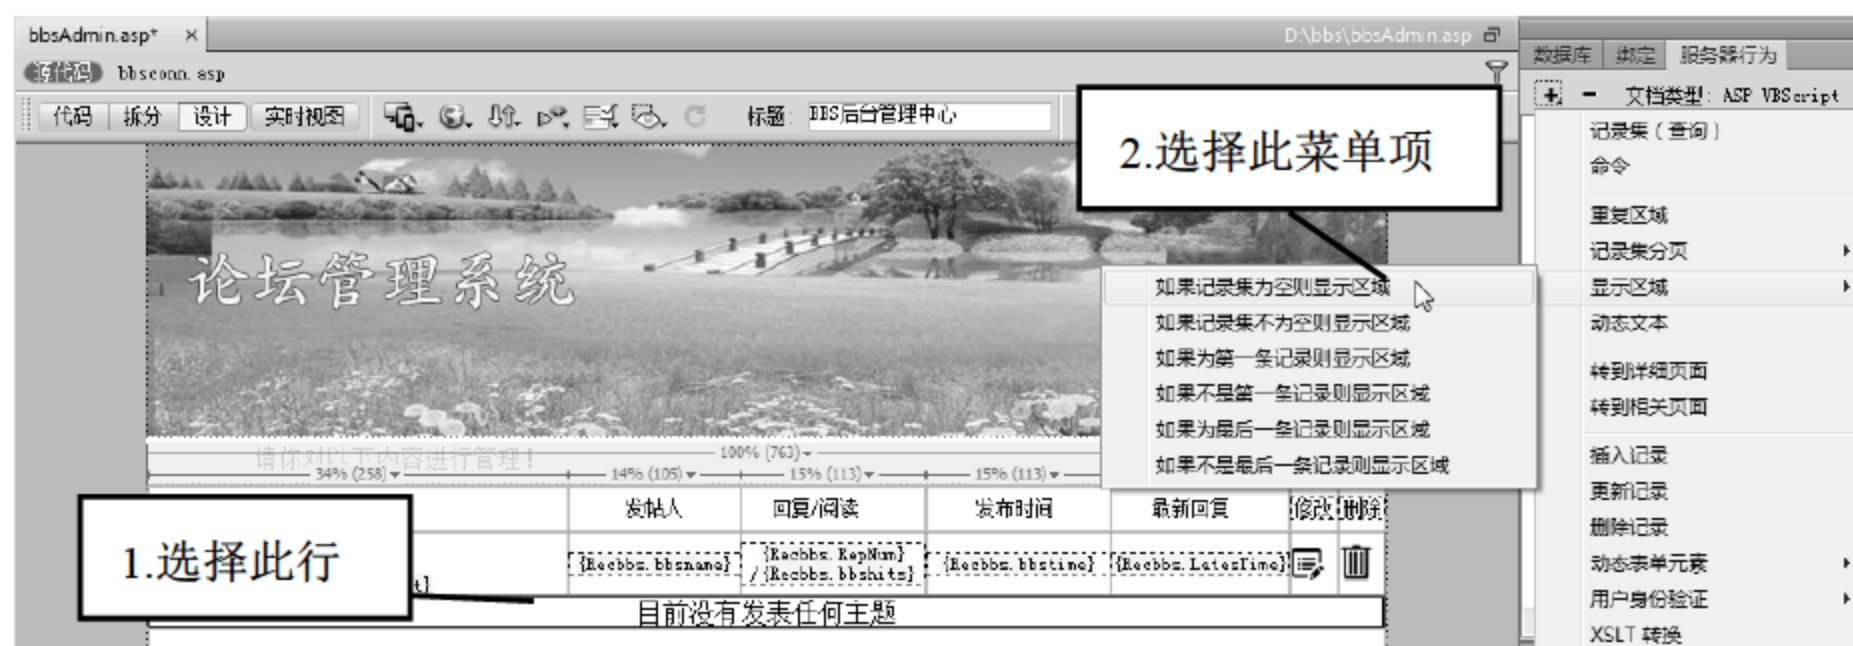 bbsAdmin.asp* × D:\bbs\bbsAdmin.asp
源代码 bbsconn.asp
代码 拆分 设计 实时视图 标题: BBS后台管理中心
2.选择此菜单项
论坛管理系统
请你对以下内容进行管理!
100% (763)
34% (258) 14% (105) 15% (113) 15% (113)
发帖人 回复/阅读 发布时间 最新回复 修改 删除
1.选择此行
{Recbbs.bbsname} {Recbbs.RepNum} {Recbbs.bbstime} {Recbbs.LatesTime}
/{Recbbs.bbshits}
t}
目前没有发表任何主题
如果记录集为空则显示区域
如果记录集不为空则显示区域
如果为第一条记录则显示区域
如果不是第一条记录则显示区域
如果为最后一条记录则显示区域
如果不是最后一条记录则显示区域
数据库 绑定 服务器行为
+ - 文档类型: ASP VBScript
记录集(查询)
命令
重复区域
记录集分页
显示区域
动态文本
转到详细页面
转到相关页面
插入记录
更新记录
删除记录
动态表单元素
用户身份验证
XSLT 转换